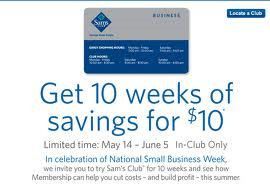 Locate a Club
BUSINESS
Sam's Club
EARLY SHOPPING HOURS:
CLUB HOURS:
Get 10 weeks of
savings for $10*
Limited time: May 14 – June 5 In-Club Only
In celebration of National Small Business Week,
we invite you to try Sam's Club® for 10 weeks and see how
Membership can help you cut costs – and build profit – this summer.